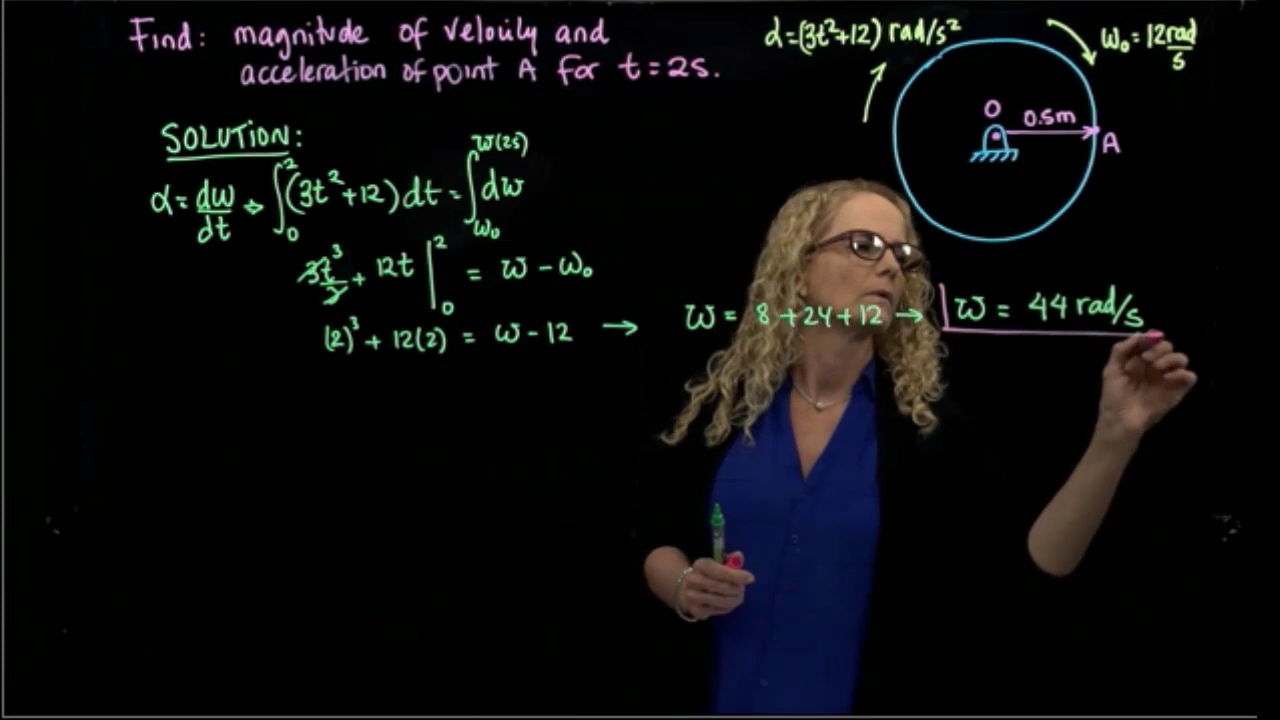 Find: magnitude of velouily and
acceleration of point A for t=2s.
α=(3t²+12) rad/s²
ω₀ = 12 rad/s
O
0.5m
A
SOLUTiON:
α = dω/dt → ∫₀² (3t²+12) dt = ∫_ω₀^ω(2s) dω
3t³/3 + 12t |₀² = ω - ω₀
(2)³ + 12(2) = ω - 12 → ω = 8 + 24 + 12 → ω = 44 rad/s